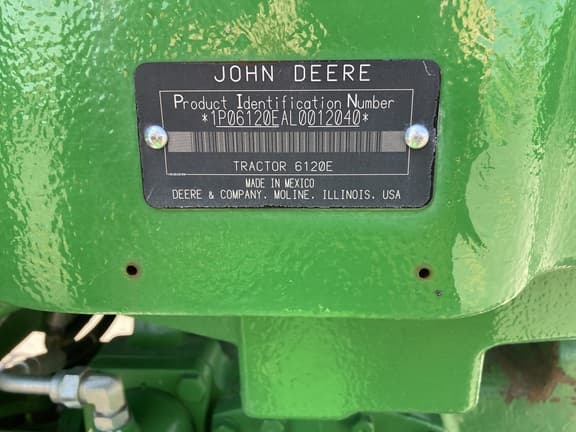 JOHN DEERE
Product Identification Number
*1P06120EAL0012040*
TRACTOR 6120E
MADE IN MEXICO
DEERE & COMPANY, MOLINE, ILLINOIS, USA